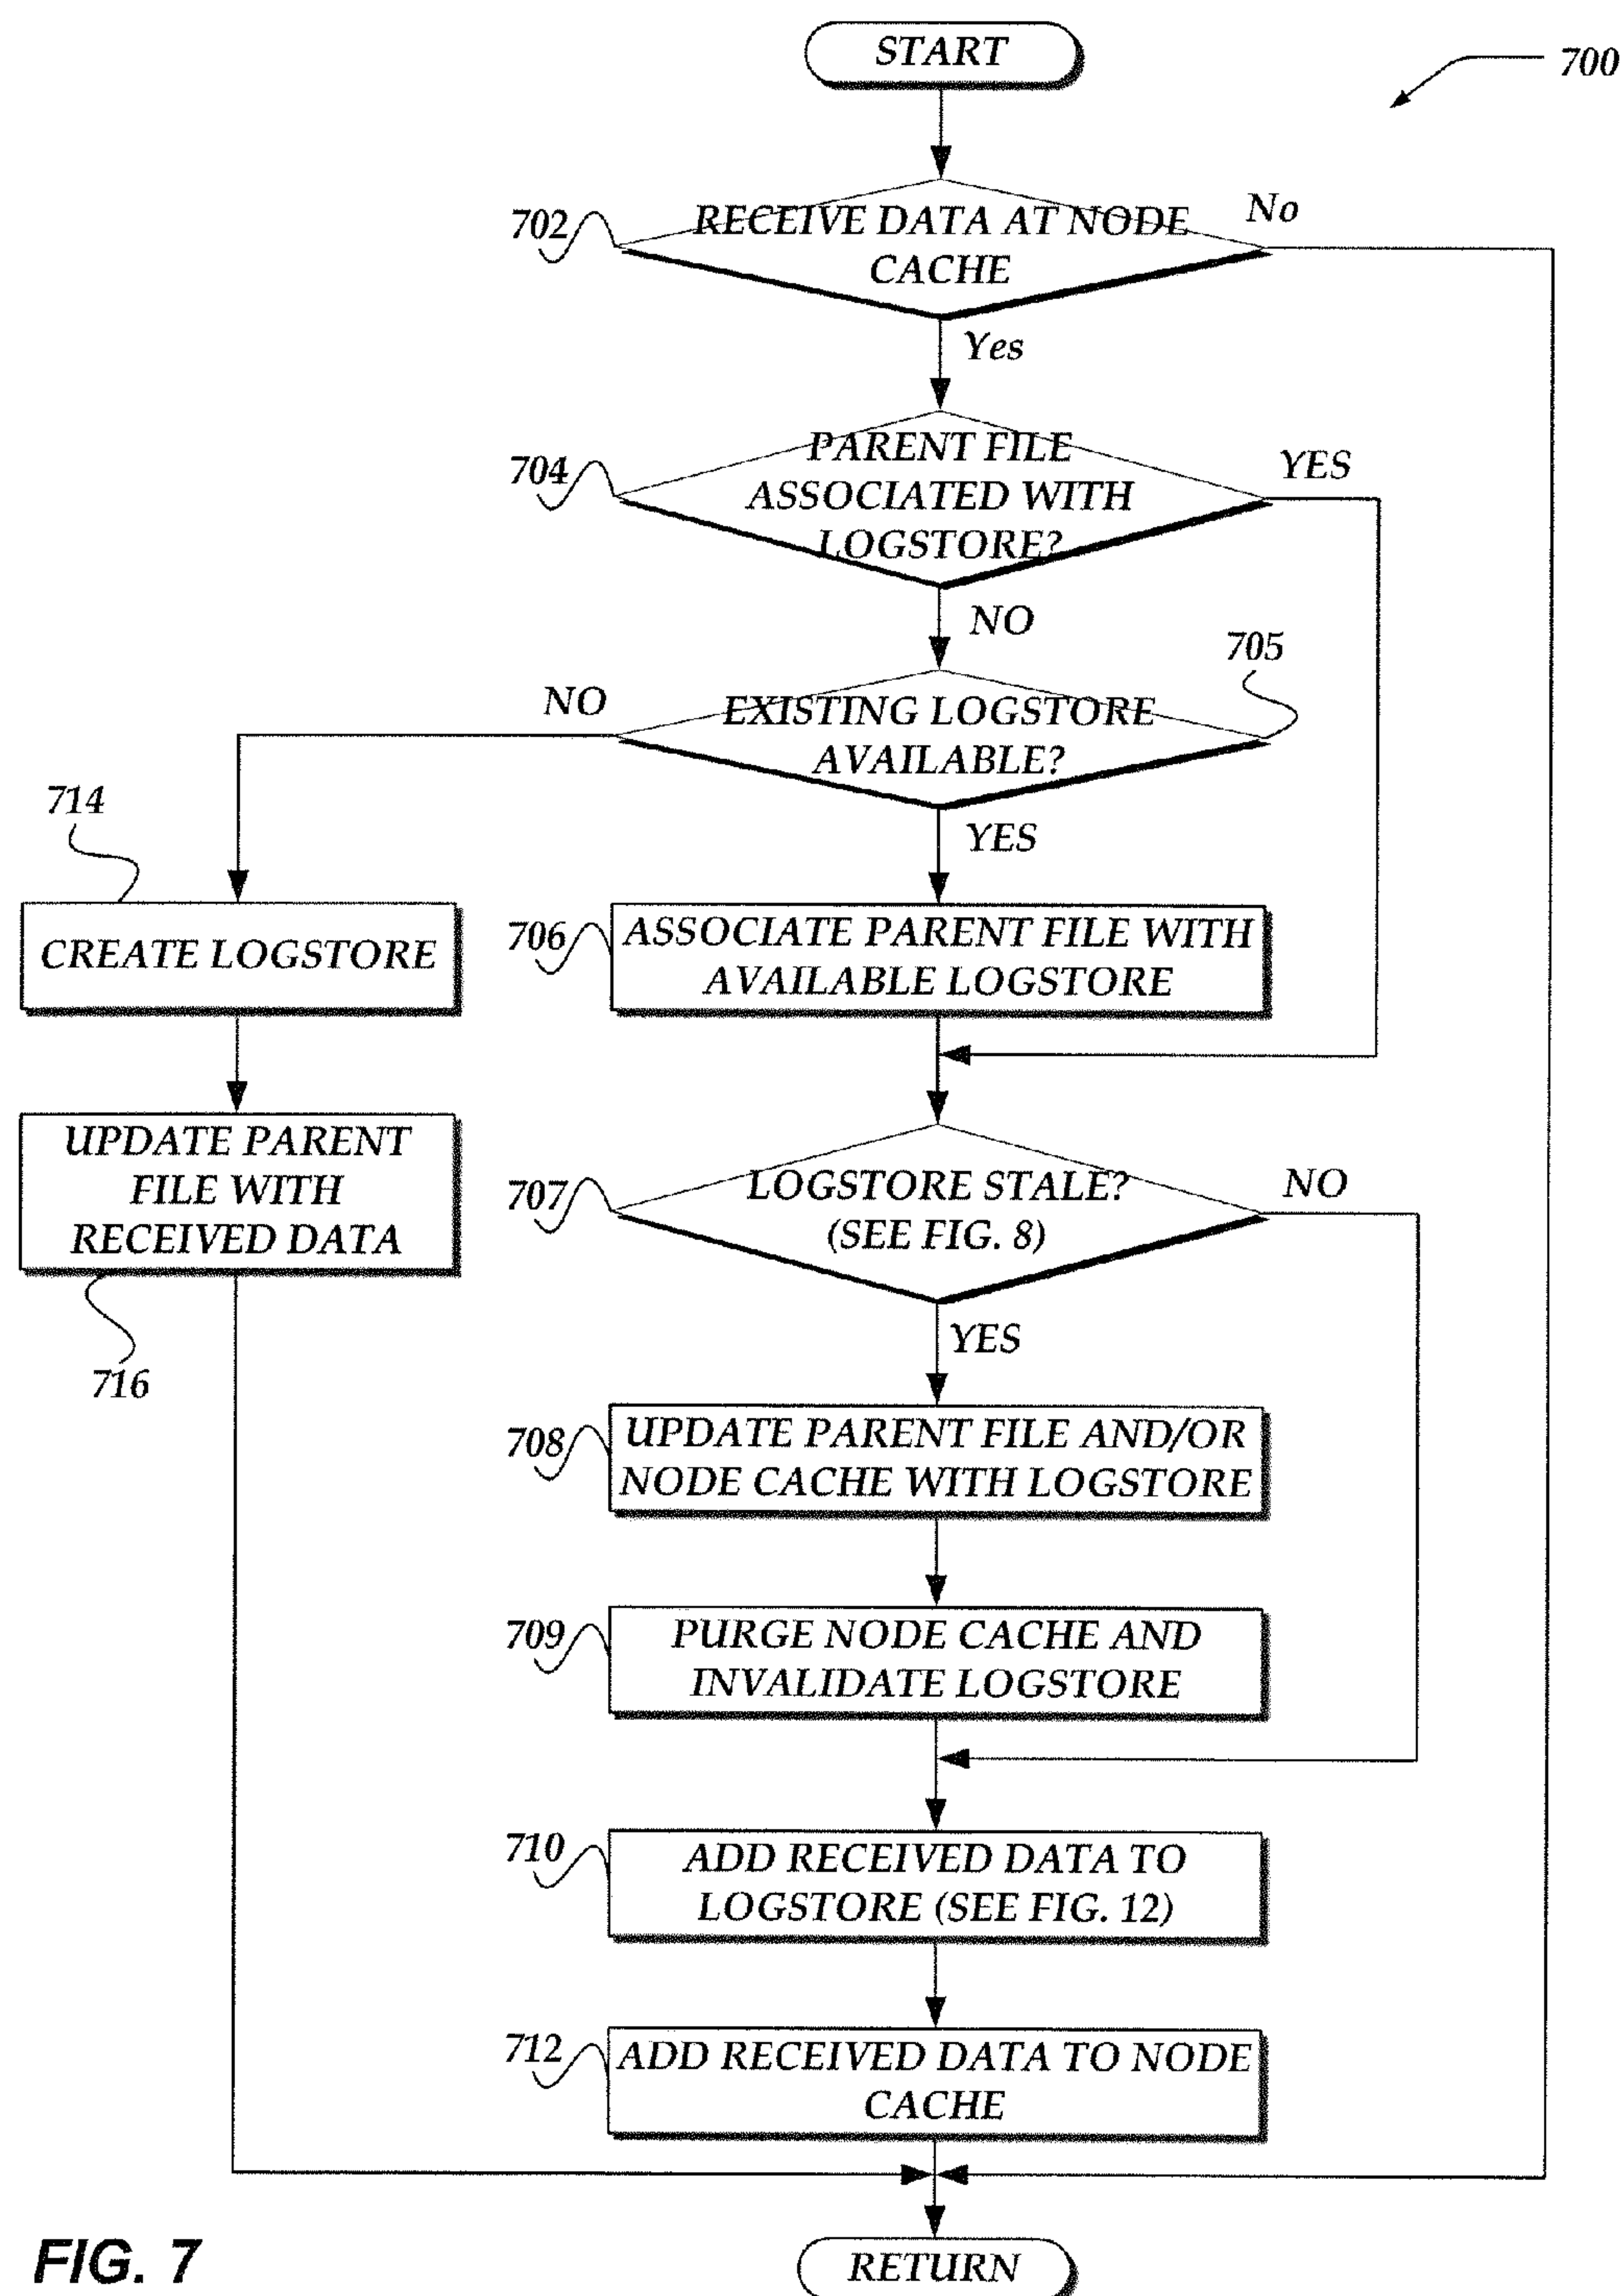 START
700
702
RECEIVE DATA AT NODE
CACHE
No
Yes
704
PARENT FILE
ASSOCIATED WITH
LOGSTORE?
YES
NO
705
NO
EXISTING LOGSTORE
AVAILABLE?
YES
714
CREATE LOGSTORE
706
ASSOCIATE PARENT FILE WITH
AVAILABLE LOGSTORE
UPDATE PARENT
FILE WITH
RECEIVED DATA
716
707
LOGSTORE STALE?
(SEE FIG. 8)
NO
YES
708
UPDATE PARENT FILE AND/OR
NODE CACHE WITH LOGSTORE
709
PURGE NODE CACHE AND
INVALIDATE LOGSTORE
710
ADD RECEIVED DATA TO
LOGSTORE (SEE FIG. 12)
712
ADD RECEIVED DATA TO NODE
CACHE
RETURN
FIG. 7